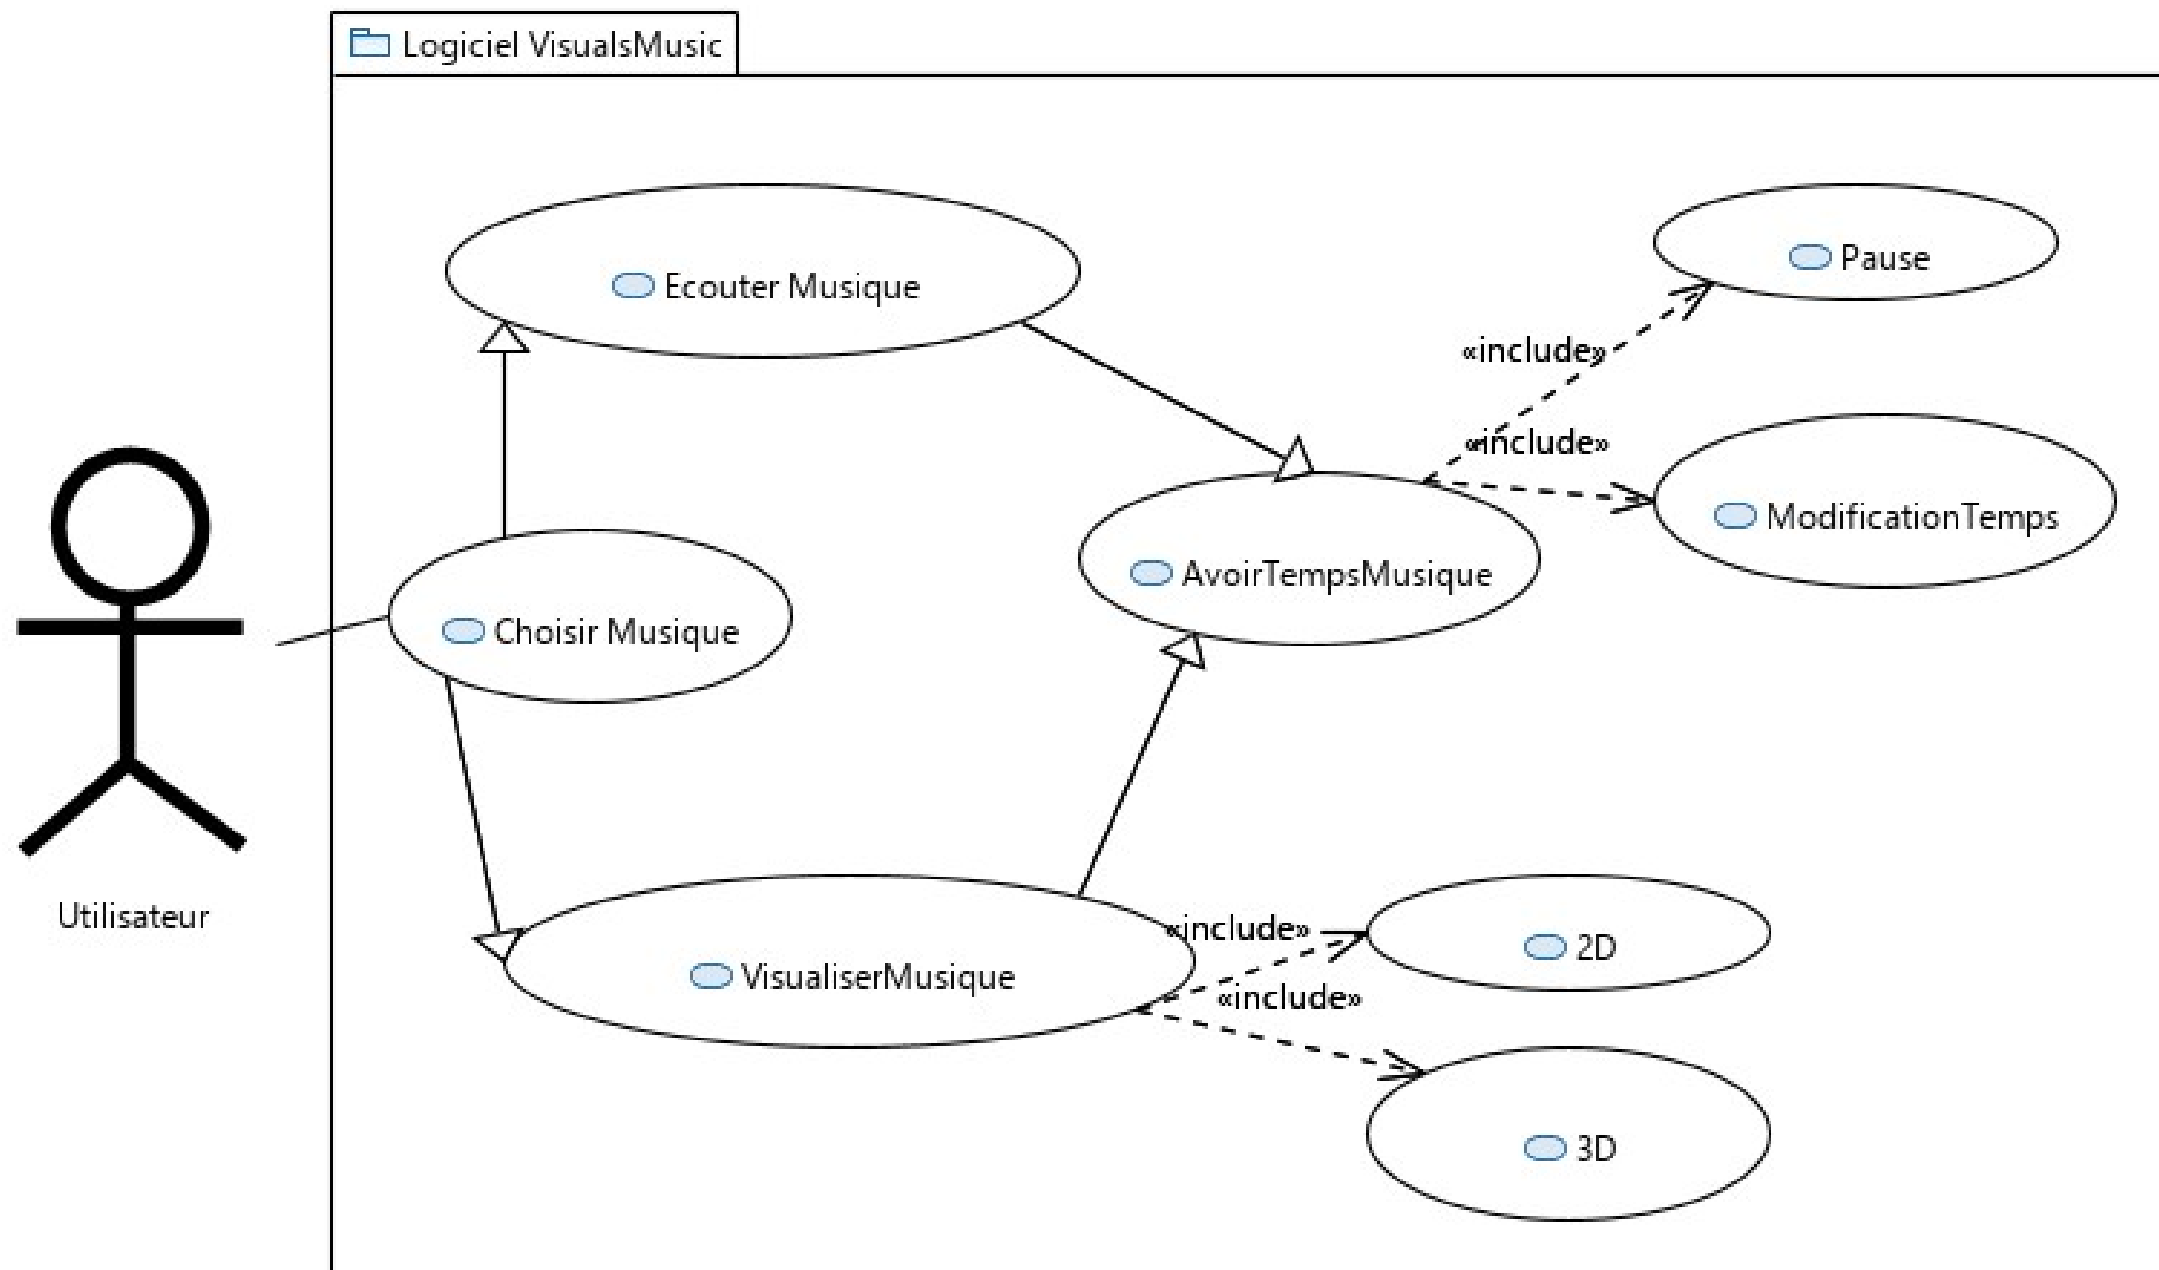 Logiciel VisualsMusic
Ecouter Musique
Pause
«include»
«include»
ModificationTemps
AvoirTempsMusique
Choisir Musique
Utilisateur
«include»
2D
VisualiserMusique
«include»
3D